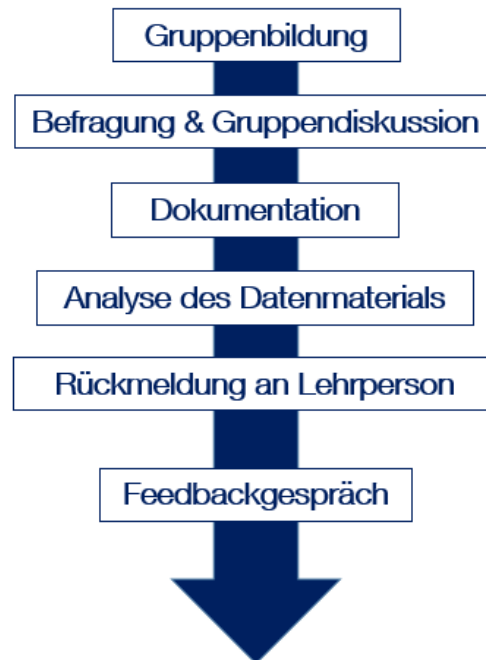 Gruppenbildung
Befragung & Gruppendiskussion
Dokumentation
Analyse des Datenmaterials
Rückmeldung an Lehrperson
Feedbackgespräch